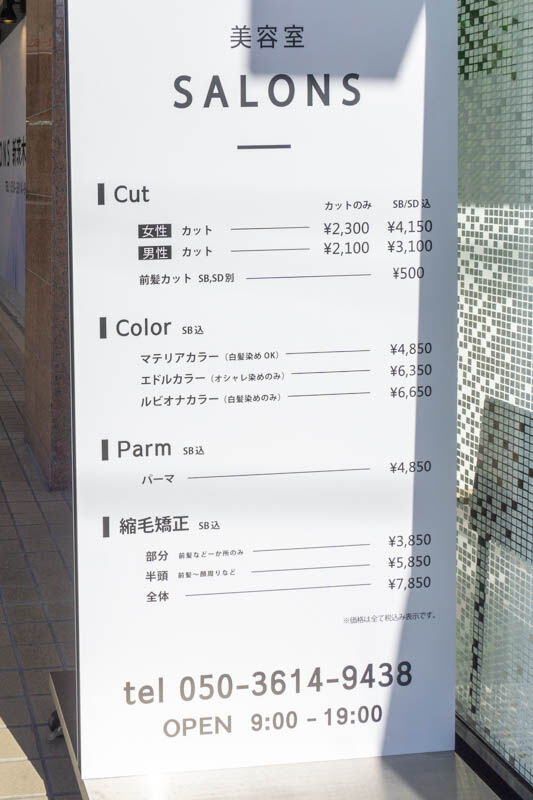 美容室
SALONS
Cut
カットのみ SB/SD 込
女性 カット ¥2,300 ¥4,150
男性 カット ¥2,100 ¥3,100
前髪カット SB,SD別 ¥500
Color SB込
マテリアカラー（白髪染めOK） ¥4,850
エドルカラー（オシャレ染めのみ） ¥6,350
ルビオナカラー（白髪染めのみ） ¥6,650
Parm SB込
パーマ ¥4,850
縮毛矯正 SB込
部分 前髪など一か所のみ ¥3,850
半頭 前髪～顔周りなど ¥5,850
全体 ¥7,850
※価格は全て税込み表示です。
tel 050-3614-9438
OPEN 9:00 - 19:00